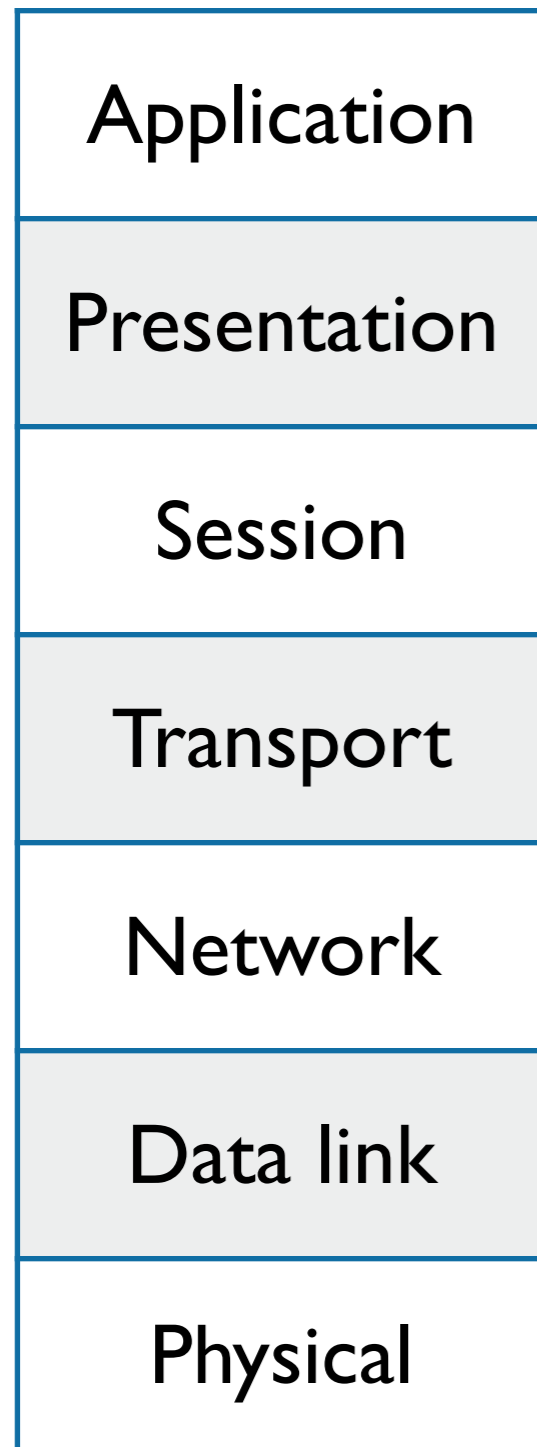 Application
Presentation
Session
Transport
Network
Data link
Physical